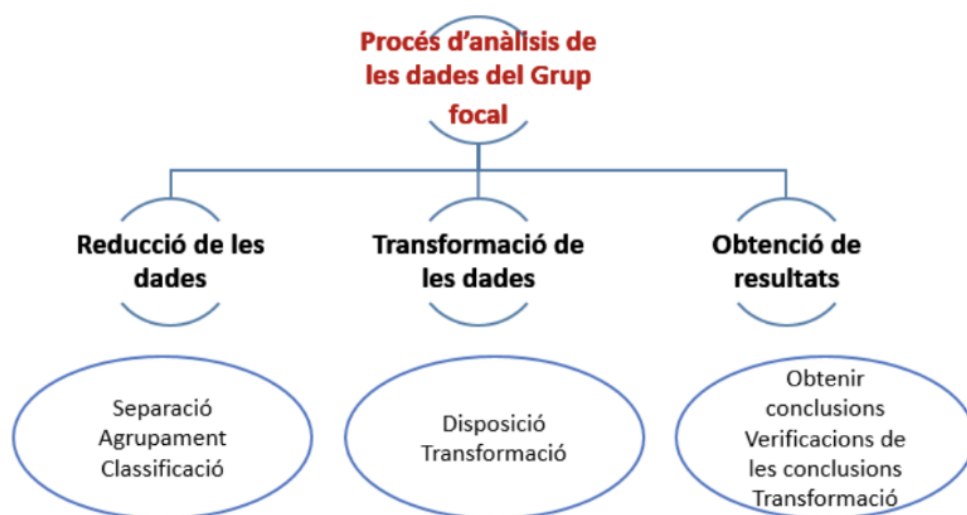 Procés d'anàlisis de
les dades del Grup
focal
Reducció de les
dades
Transformació de
les dades
Obtenció de
resultats
Separació
Agrupament
Classificació
Disposició
Transformació
Obtenir
conclusions
Verificacions de
les conclusions
Transformació